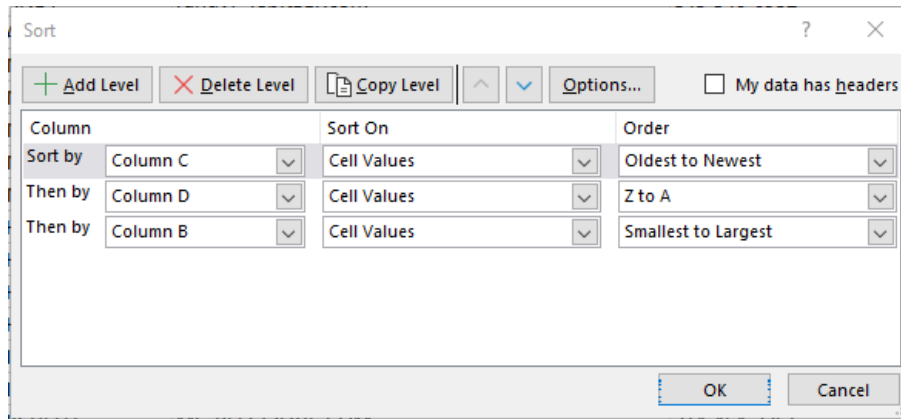 Sort ?
Add Level Delete Level Copy Level Options... My data has headers
Column Sort On Order
Sort by Column C Cell Values Oldest to Newest
Then by Column D Cell Values Z to A
Then by Column B Cell Values Smallest to Largest
OK Cancel